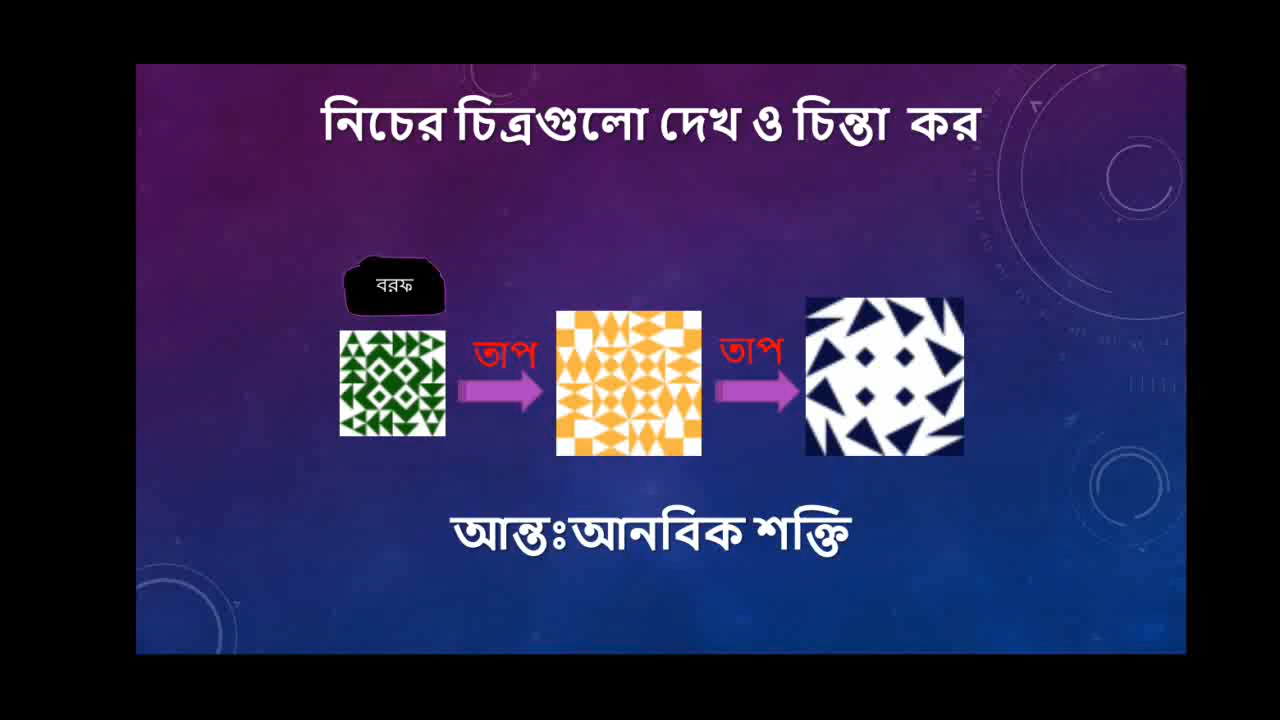 নিচের চিত্রগুলো দেখ ও চিন্তা কর
বরফ
তাপ
তাপ
আন্তঃআনবিক শক্তি